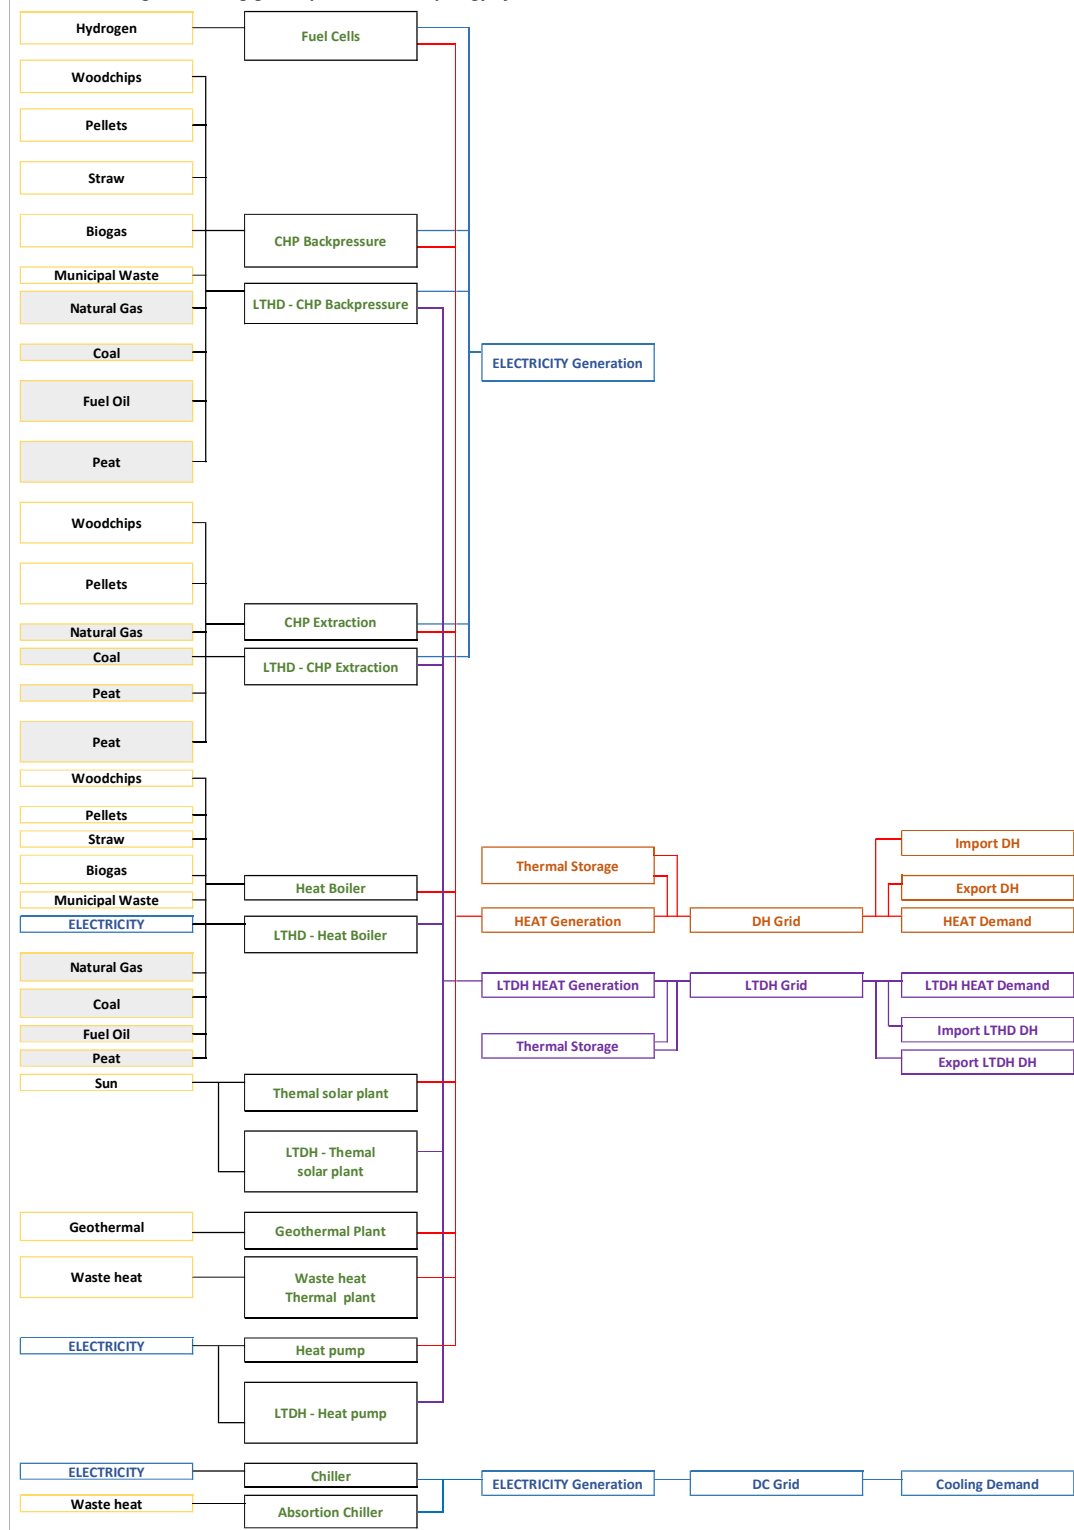 Hydrogen
Fuel Cells
Woodchips
Pellets
Straw
Biogas
CHP Backpressure
Municipal Waste
Natural Gas
LTHD - CHP Backpressure
Coal
ELECTRICITY Generation
Fuel Oil
Peat
Woodchips
Pellets
CHP Extraction
Natural Gas
Coal
LTHD - CHP Extraction
Peat
Peat
Woodchips
Pellets
Straw
Import DH
Thermal Storage
Biogas
Heat Boiler
Export DH
Municipal Waste
ELECTRICITY
LTHD - Heat Boiler
HEAT Generation
DH Grid
HEAT Demand
Natural Gas
LTDH HEAT Generation
LTDH Grid
LTDH HEAT Demand
Coal
Fuel Oil
Import LTHD DH
Thermal Storage
Peat
Export LTDH DH
Sun
Themal solar plant
LTDH - Themal
solar plant
Geothermal
Geothermal Plant
Waste heat
Waste heat
Thermal plant
ELECTRICITY
Heat pump
LTDH - Heat pump
ELECTRICITY
Chiller
ELECTRICITY Generation
DC Grid
Cooling Demand
Waste heat
Absortion Chiller